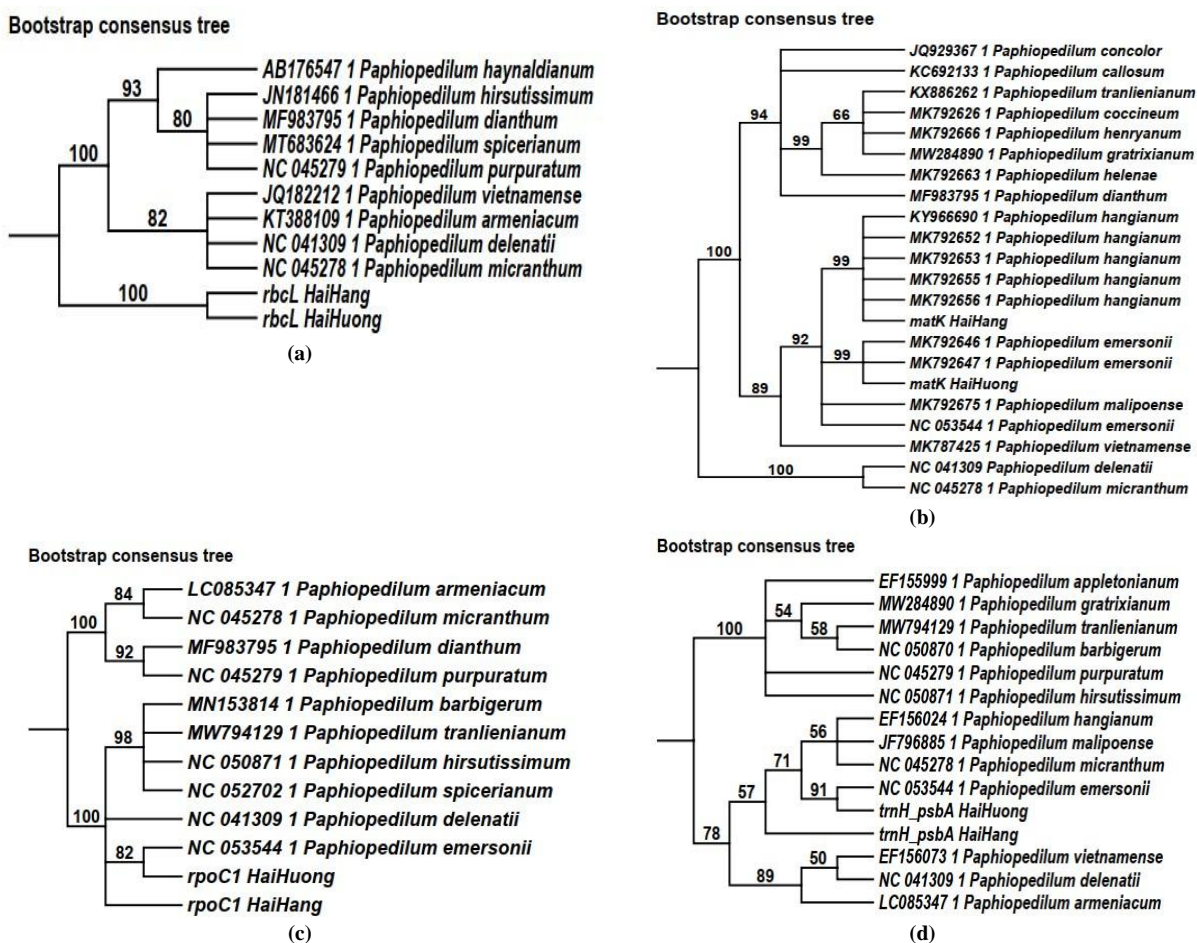 Bootstrap consensus tree
93
AB176547 1 Paphiopedilum haynaldianum
JN181466 1 Paphiopedilum hirsutissimum
80
MF983795 1 Paphiopedilum dianthum
MT683624 1 Paphiopedilum spicerianum
100
NC 045279 1 Paphiopedilum purpuratum
JQ182212 1 Paphiopedilum vietnamense
82
KT388109 1 Paphiopedilum armeniacum
NC 041309 1 Paphiopedilum delenatii
NC 045278 1 Paphiopedilum micranthum
100
rbcL HaiHang
rbcL HaiHuong
(a)
Bootstrap consensus tree
JQ929367 1 Paphiopedilum concolor
KC692133 1 Paphiopedilum callosum
KX886262 1 Paphiopedilum tranlienianum
94
66
MK792626 1 Paphiopedilum coccineum
MK792666 1 Paphiopedilum henryanum
99
MW284890 1 Paphiopedilum gratrixianum
MK792663 1 Paphiopedilum helenae
MF983795 1 Paphiopedilum dianthum
KY966690 1 Paphiopedilum hangianum
MK792652 1 Paphiopedilum hangianum
100
99
MK792653 1 Paphiopedilum hangianum
MK792655 1 Paphiopedilum hangianum
MK792656 1 Paphiopedilum hangianum
matK HaiHang
92
MK792646 1 Paphiopedilum emersonii
99
MK792647 1 Paphiopedilum emersonii
matK HaiHuong
89
MK792675 1 Paphiopedilum malipoense
NC 053544 1 Paphiopedilum emersonii
MK787425 1 Paphiopedilum vietnamense
100
NC 041309 Paphiopedilum delenatii
NC 045278 1 Paphiopedilum micranthum
(b)
Bootstrap consensus tree
84
LC085347 1 Paphiopedilum armeniacum
NC 045278 1 Paphiopedilum micranthum
100
92
MF983795 1 Paphiopedilum dianthum
NC 045279 1 Paphiopedilum purpuratum
MN153814 1 Paphiopedilum barbigerum
98
MW794129 1 Paphiopedilum tranlienianum
NC 050871 1 Paphiopedilum hirsutissimum
NC 052702 1 Paphiopedilum spicerianum
100
NC 041309 1 Paphiopedilum delenatii
82
NC 053544 1 Paphiopedilum emersonii
rpoC1 HaiHuong
rpoC1 HaiHang
(c)
Bootstrap consensus tree
EF155999 1 Paphiopedilum appletonianum
54
MW284890 1 Paphiopedilum gratrixianum
100
58
MW794129 1 Paphiopedilum tranlienianum
NC 050870 1 Paphiopedilum barbigerum
NC 045279 1 Paphiopedilum purpuratum
NC 050871 1 Paphiopedilum hirsutissimum
56
EF156024 1 Paphiopedilum hangianum
JF796885 1 Paphiopedilum malipoense
71
NC 045278 1 Paphiopedilum micranthum
91
NC 053544 1 Paphiopedilum emersonii
57
trnH_psbA HaiHuong
78
trnH_psbA HaiHang
50
EF156073 1 Paphiopedilum vietnamense
89
NC 041309 1 Paphiopedilum delenatii
LC085347 1 Paphiopedilum armeniacum
(d)